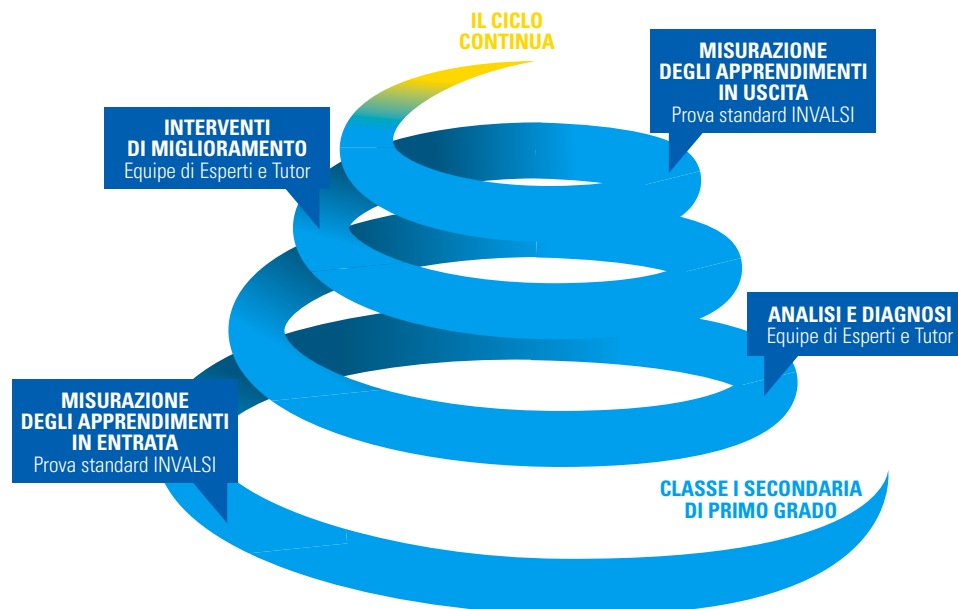 IL CICLO
CONTINUA
MISURAZIONE
DEGLI APPRENDIMENTI
IN USCITA
Prova standard INVALSI
INTERVENTI
DI MIGLIORAMENTO
Equipe di Esperti e Tutor
ANALISI E DIAGNOSI
Equipe di Esperti e Tutor
MISURAZIONE
DEGLI APPRENDIMENTI
IN ENTRATA
Prova standard INVALSI
CLASSE I SECONDARIA
DI PRIMO GRADO